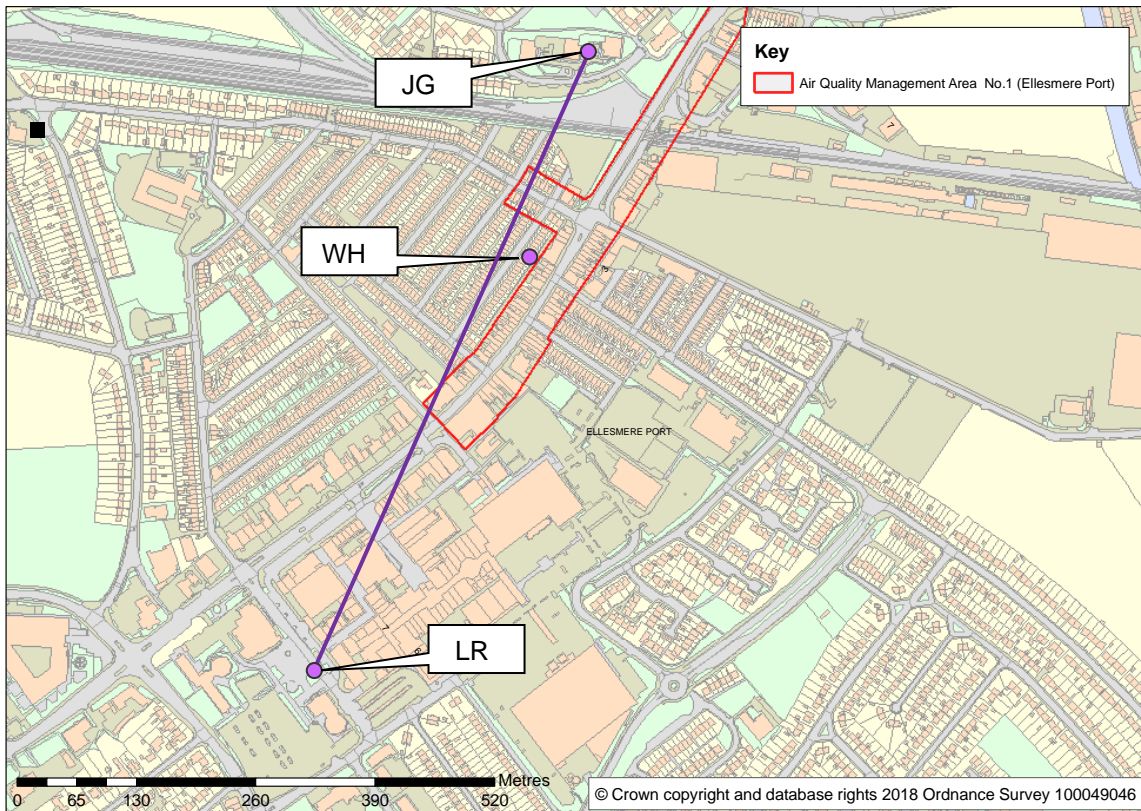 JG
Key
Air Quality Management Area No.1 (Ellesmere Port)
WH
ELLESMERE PORT
LR
Metres
0 65 130 260 390 520
© Crown copyright and database rights 2018 Ordnance Survey 100049046